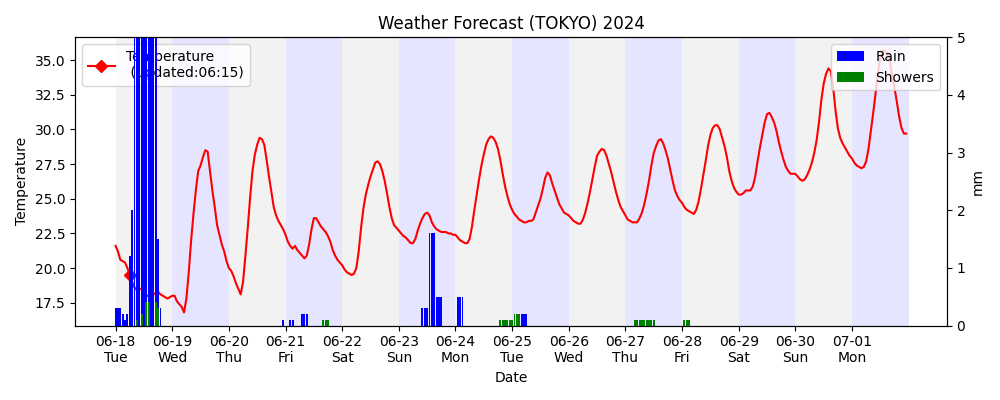 Weather Forecast (TOKYO) 2024
Temperature
(updated:06:15)
Rain
Showers
Temperature
35.0
32.5
30.0
27.5
25.0
22.5
20.0
17.5
5
4
3
2
1
0
mm
06-18 06-19 06-20 06-21 06-22 06-23 06-24 06-25 06-26 06-27 06-28 06-29 06-30 07-01
Tue Wed Thu Fri Sat Sun Mon Tue Wed Thu Fri Sat Sun Mon
Date